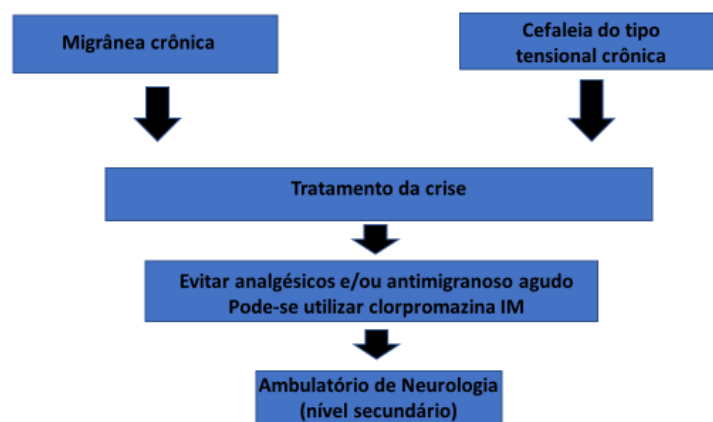 Migrânea crônica
Cefaleia do tipo
tensional crônica
Tratamento da crise
Evitar analgésicos e/ou antimigranoso agudo
Pode-se utilizar clorpromazina IM
Ambulatório de Neurologia
(nível secundário)